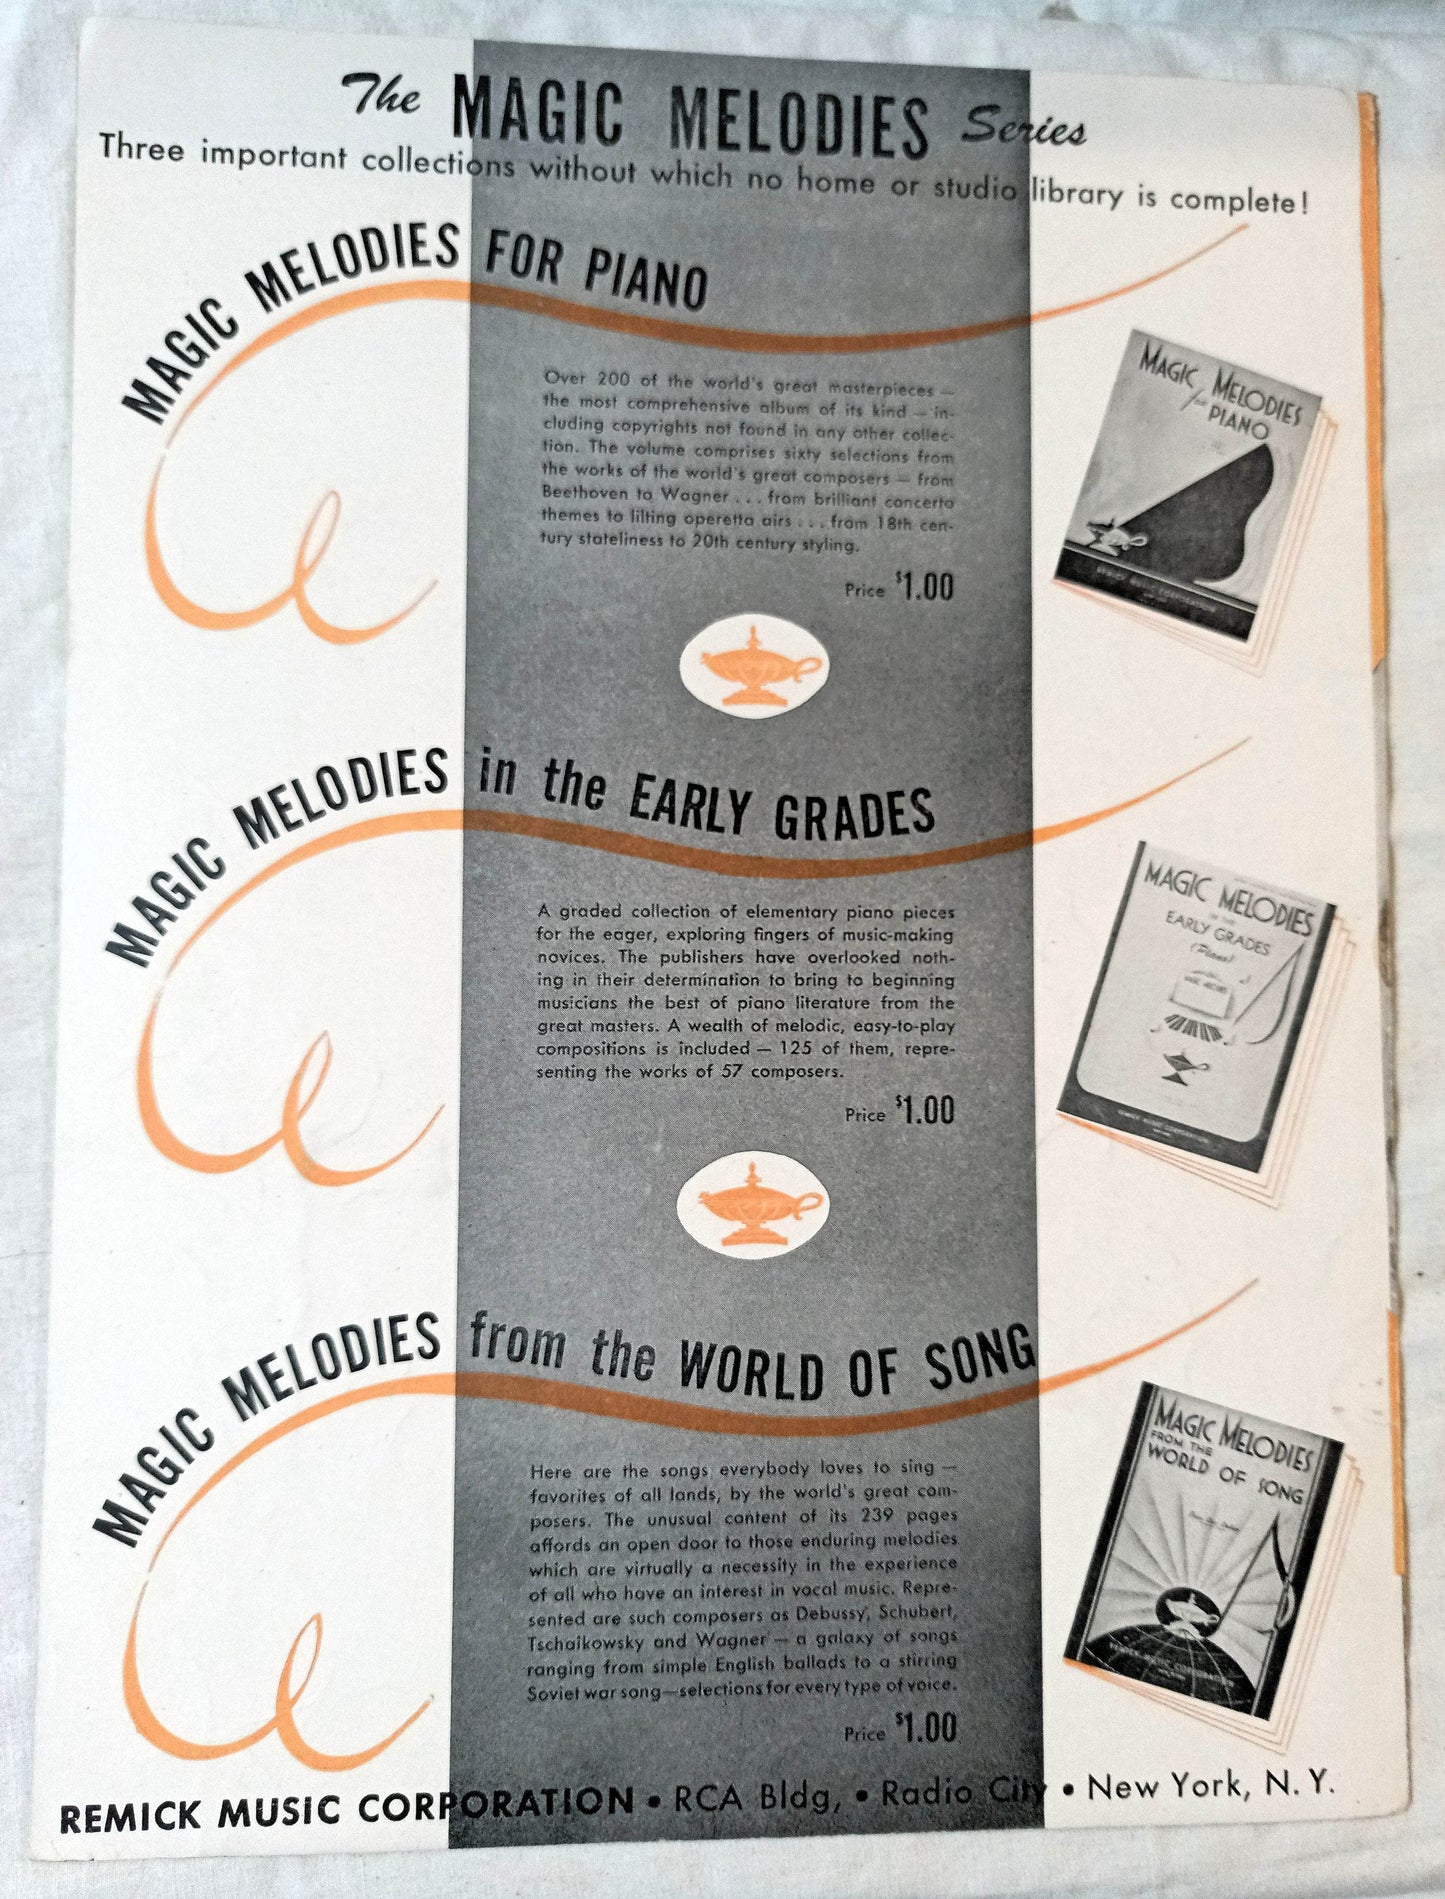 The MAGIC MELODIES Series
Three important collections without which no home or studio library is complete!
MAGIC MELODIES FOR PIANO
Over 200 of the world's great masterpieces —
the most comprehensive album of its kind — in-
cluding copyrights not found in any other collec-
tion. The volume comprises sixty selections from
the works of the world's great composers — from
Beethoven to Wagner . . . from brilliant concerto
themes to lilting operetta airs . . . from 18th cen-
tury stateliness to 20th century styling.
Price $1.00
MAGIC MELODIES
for PIANO
REMICK MUSIC CORPORATION
MAGIC MELODIES in the EARLY GRADES
A graded collection of elementary piano pieces
for the eager, exploring fingers of music-making
novices. The publishers have overlooked noth-
ing in their determination to bring to beginning
musicians the best of piano literature from the
great masters. A wealth of melodic, easy-to-play
compositions is included — 125 of them, repre-
senting the works of 57 composers.
Price $1.00
MAGIC MELODIES
IN THE
EARLY GRADES
(Piano)
REMICK MUSIC CORPORATION
MAGIC MELODIES from the WORLD OF SONG
Here are the songs everybody loves to sing —
favorites of all lands, by the world's great com-
posers. The unusual content of its 239 pages
affords an open door to those enduring melodies
which are virtually a necessity in the experience
of all who have an interest in vocal music. Repre-
sented are such composers as Debussy, Schubert,
Tschaikowsky and Wagner — a galaxy of songs
ranging from simple English ballads to a stirring
Soviet war song—selections for every type of voice.
Price $1.00
MAGIC MELODIES
FROM THE
WORLD OF SONG
REMICK MUSIC CORPORATION
REMICK MUSIC CORPORATION • RCA Bldg, • Radio City • New York, N. Y.